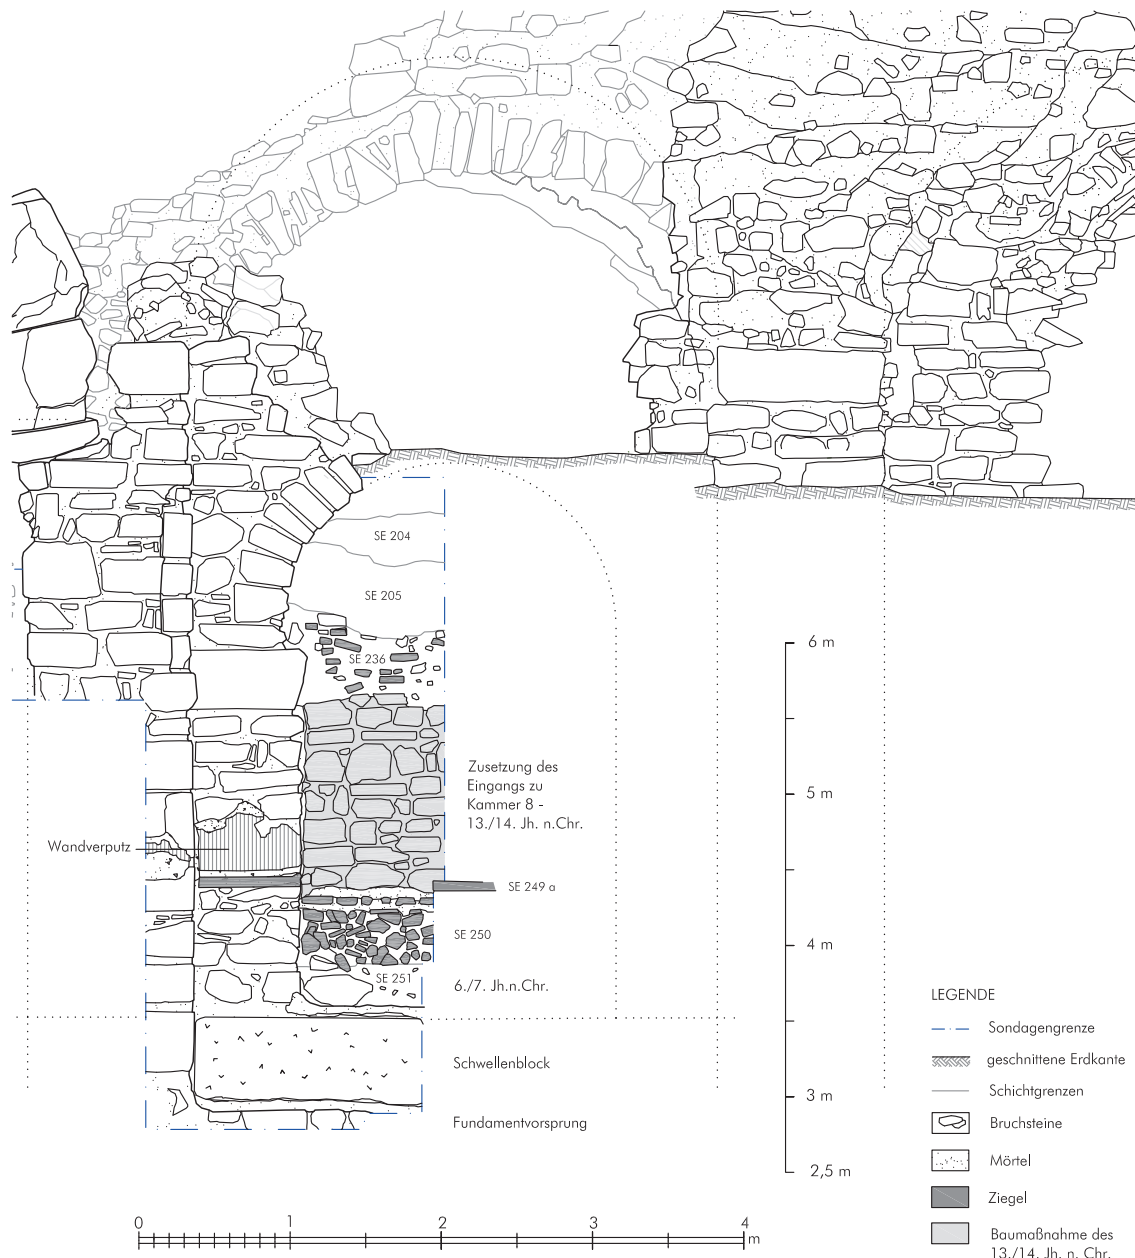 SE 204
SE 205
SE 236
6 m
Zusetzung des
Eingangs zu
Kammer 8 -
13./14. Jh. n.Chr.
5 m
Wandverputz
SE 249 a
SE 250
4 m
SE 251
6./7. Jh.n.Chr.
Schwellenblock
3 m
Fundamentvorsprung
2,5 m
LEGENDE
Sondagengrenze
geschnittene Erdkante
Schichtgrenzen
Bruchsteine
Mörtel
Ziegel
Baumaßnahme des
13./14. Jh. n. Chr.
0 1 2 3 4
m